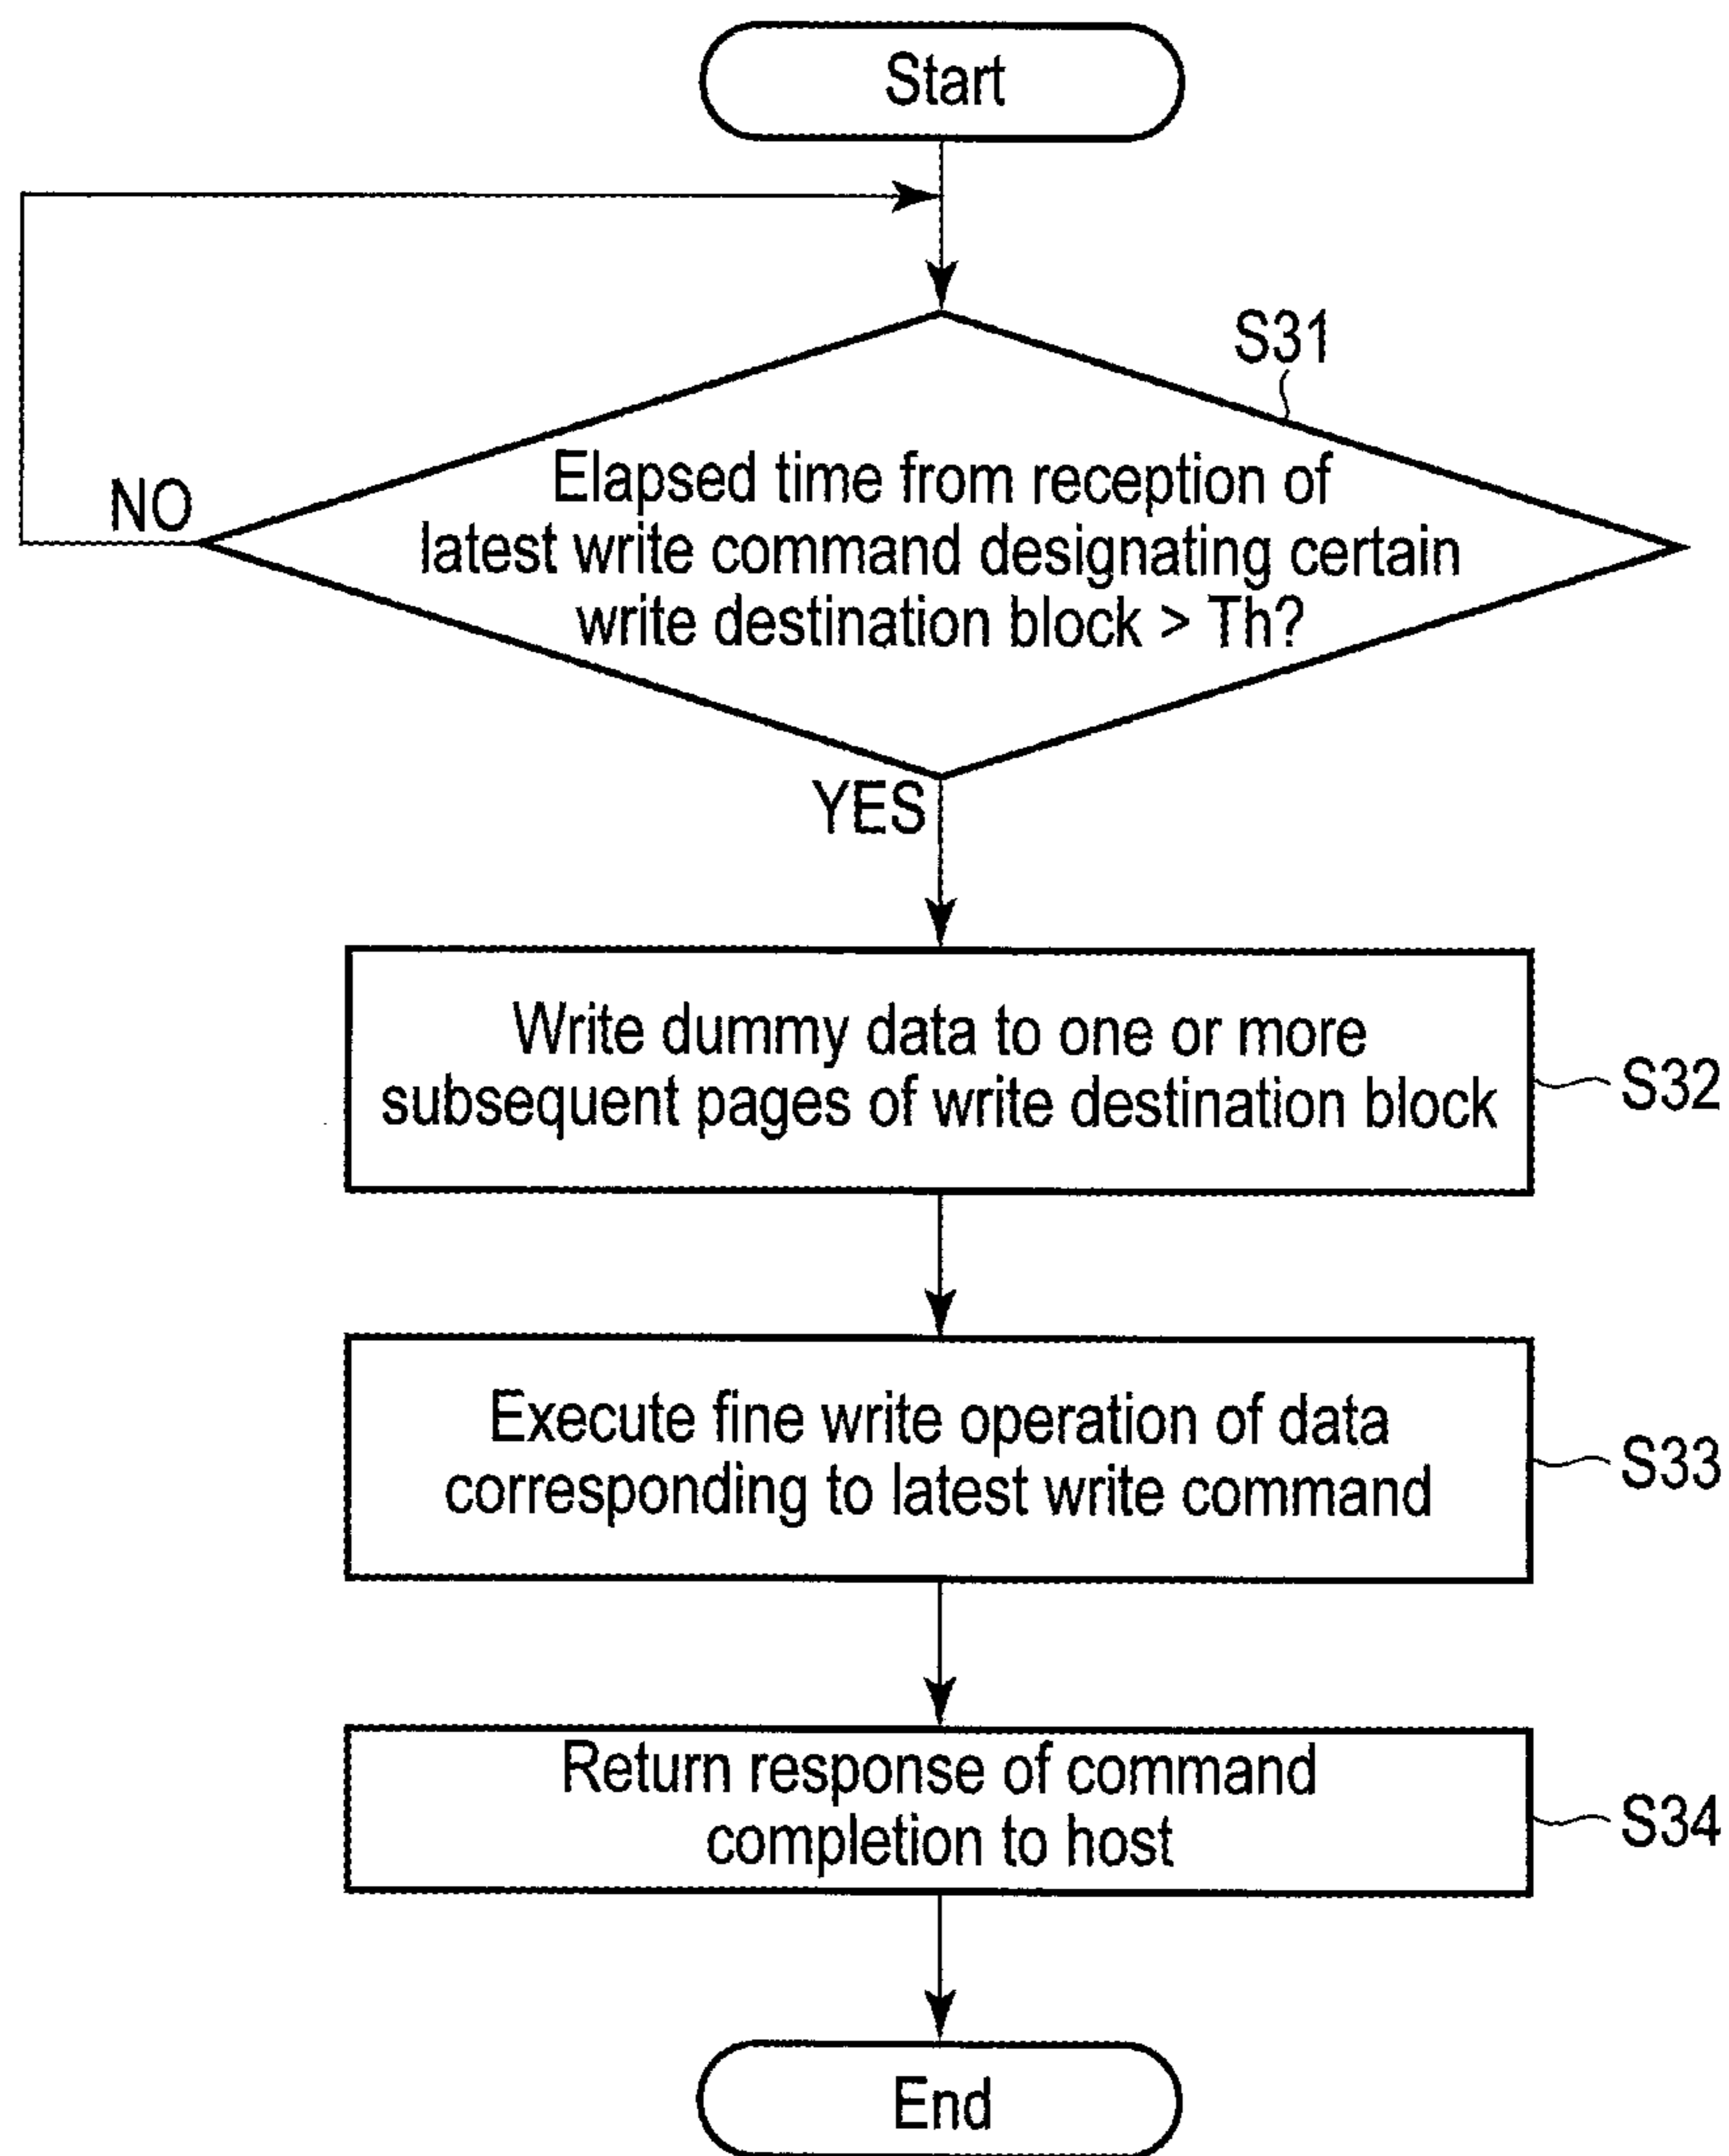 Start
S31
Elapsed time from reception of
latest write command designating certain
write destination block > Th?
NO
YES
Write dummy data to one or more
subsequent pages of write destination block
S32
Execute fine write operation of data
corresponding to latest write command
S33
Return response of command
completion to host
S34
End